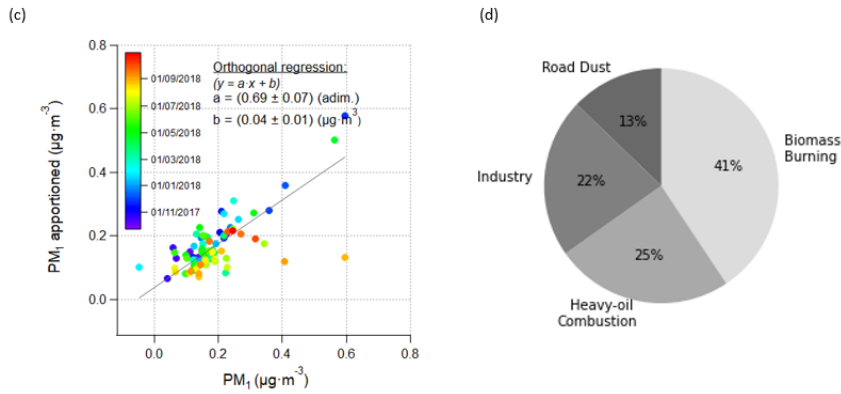 (c)
PM₁ apportioned (µg·m⁻³)
0.8
0.6
0.4
0.2
0.0
01/09/2018
01/07/2018
01/05/2018
01/03/2018
01/01/2018
01/11/2017
Orthogonal regression:
(y = a·x + b)
a = (0.69 ± 0.07) (adim.)
b = (0.04 ± 0.01) (µg·m⁻³)
0.0 0.2 0.4 0.6 0.8
PM₁ (µg·m⁻³)
(d)
Road Dust
13%
Biomass
Burning
41%
Industry
22%
25%
Heavy-oil
Combustion